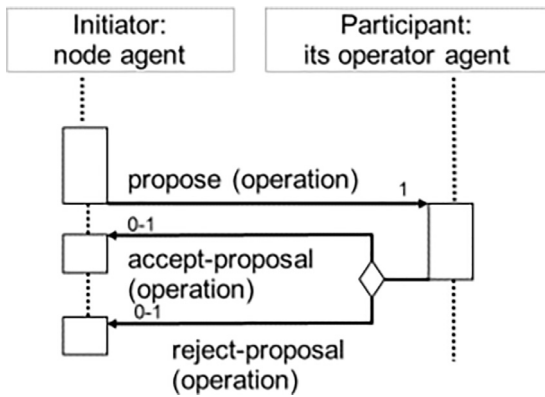 Initiator:
node agent
Participant:
its operator agent
propose (operation)
1
0-1
accept-proposal
(operation)
0-1
reject-proposal
(operation)